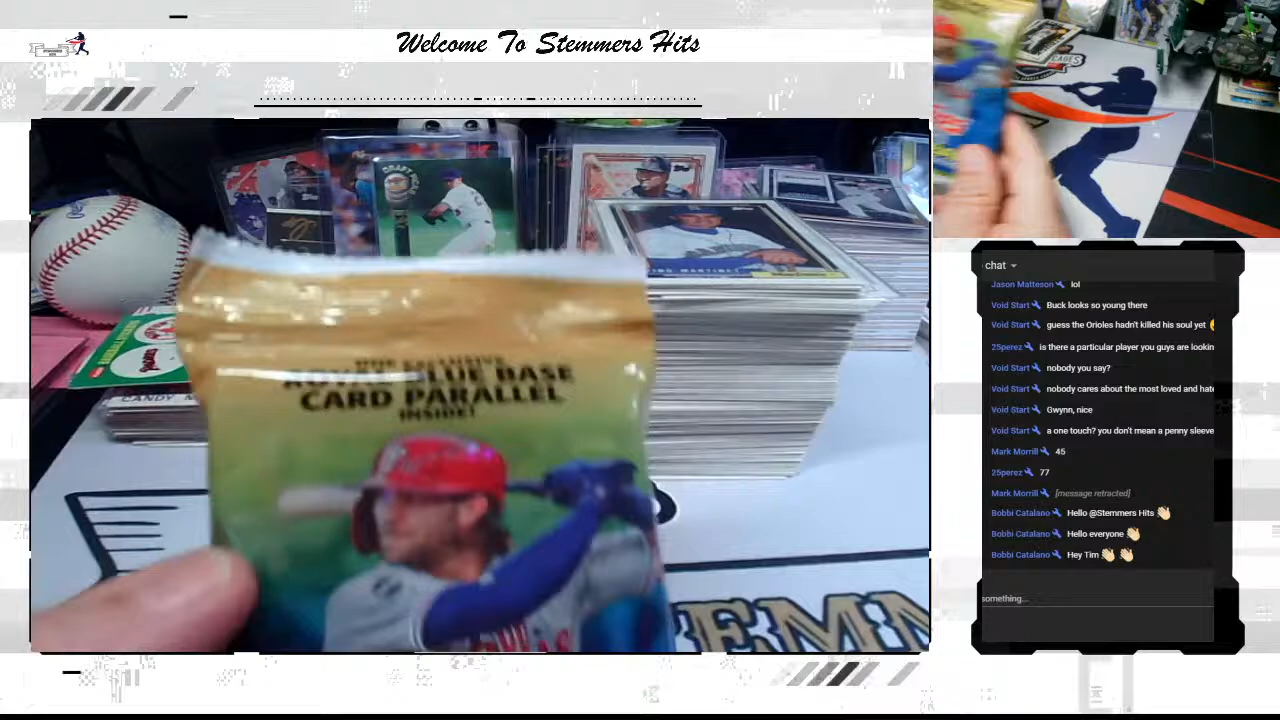 Welcome To Stemmers Hits
ROYAL BLUE BASE
CARD PARALLEL
INSIDE!
CANDY
chat
Jason Matteson lol
Void Start Buck looks so young there
Void Start guess the Orioles hadn't killed his soul yet
25perez is there a particular player you guys are lookin
Void Start nobody you say?
Void Start nobody cares about the most loved and hate
Void Start Gwynn, nice
Void Start a one touch? you don't mean a penny sleeve
Mark Morrill 45
25perez 77
Mark Morrill [message retracted]
Bobbi Catalano Hello @Stemmers Hits 👋🏻
Bobbi Catalano Hello everyone 👋🏻
Bobbi Catalano Hey Tim 👋🏻 👋🏻
something...